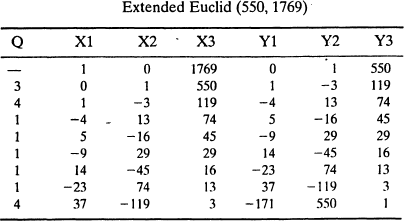 Extended Euclid (550, 1769)
Q X1 X2 X3 Y1 Y2 Y3
— 1 0 1769 0 1 550
3 0 1 550 1 −3 119
4 1 −3 119 −4 13 74
1 −4 13 74 5 −16 45
1 5 −16 45 −9 29 29
1 −9 29 29 14 −45 16
1 14 −45 16 −23 74 13
1 −23 74 13 37 −119 3
4 37 −119 3 −171 550 1